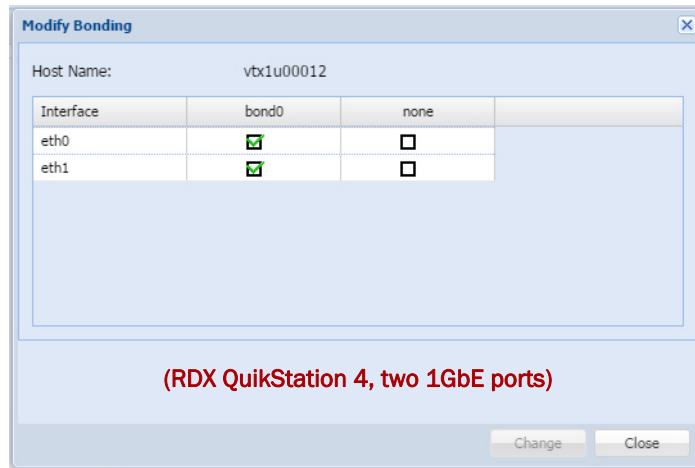 Modify Bonding
Host Name: vtx1u00012
Interface bond0 none
eth0
eth1
(RDX QuikStation 4, two 1GbE ports)
Change Close